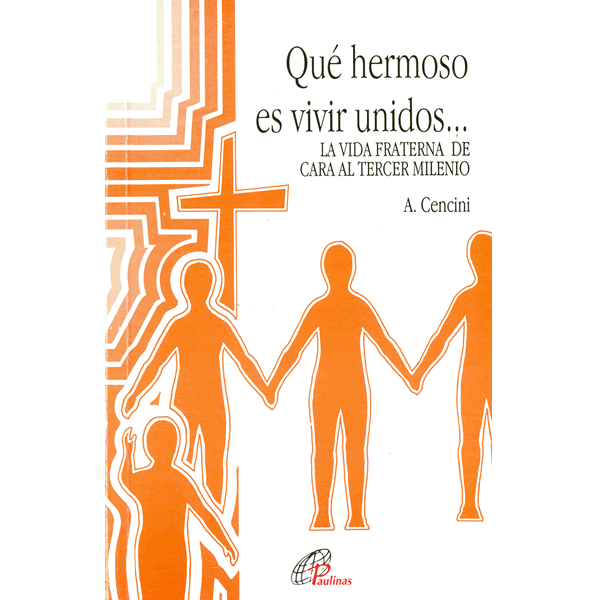 Qué hermoso
es vivir unidos...
LA VIDA FRATERNA DE
CARA AL TERCER MILENIO
A. Cencini
Paulinas